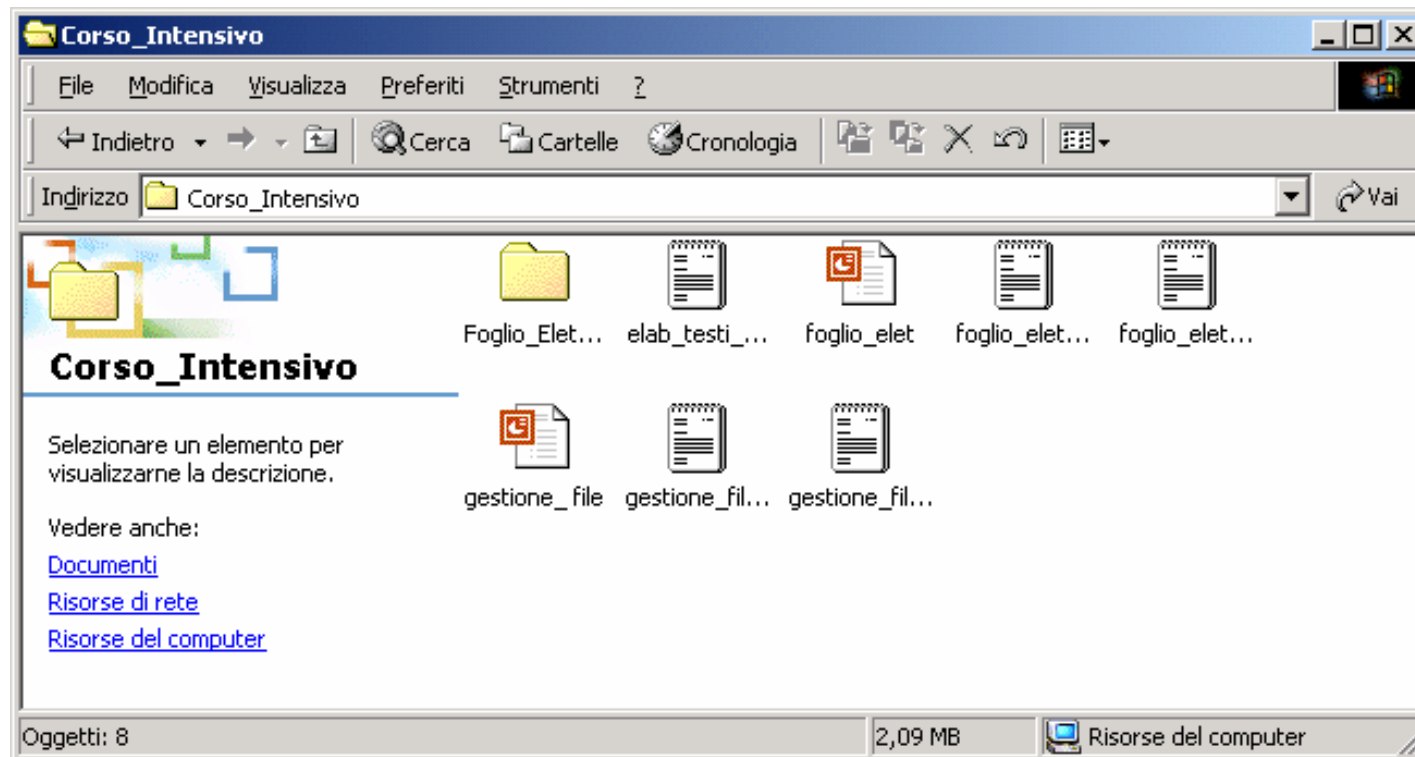 Corso_Intensivo
File Modifica Visualizza Preferiti Strumenti ?
Indietro Cerca Cartelle Cronologia
Indirizzo Corso_Intensivo Vai
Corso_Intensivo
Selezionare un elemento per
visualizzarne la descrizione.
Vedere anche:
Documenti
Risorse di rete
Risorse del computer
Foglio_Elet... elab_testi_... foglio_elet foglio_elet... foglio_elet...
gestione_ file gestione_fil... gestione_fil...
Oggetti: 8 2,09 MB Risorse del computer